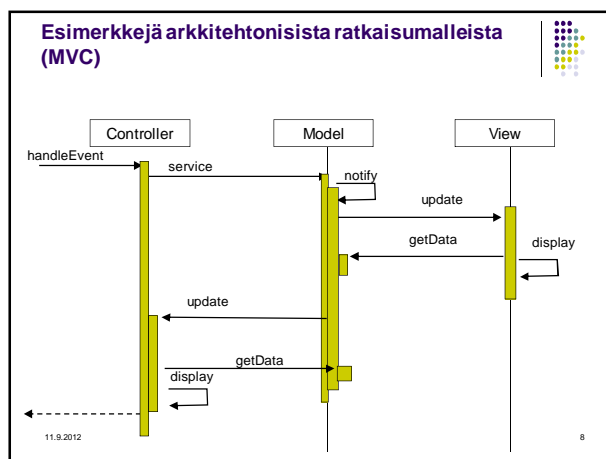 Esimerkkejä arkkitehtonisista ratkaisumalleista
(MVC)
Controller
Model
View
handleEvent
service
notify
update
getData
display
update
getData
display
11.9.2012
8